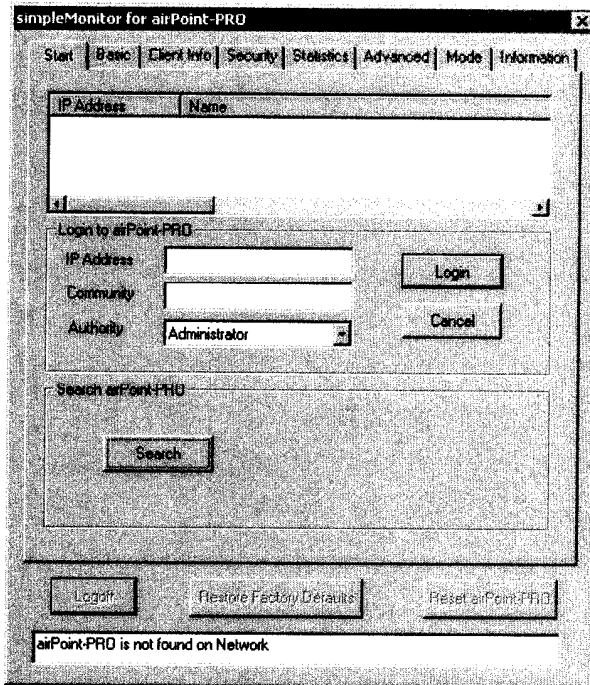 simpleMonitor for airPoint-PRO
Start Basic Client Info Security Statistics Advanced Mode Information
IP Address Name
Login to airPoint-PRO
IP Address
Login
Community
Cancel
Authority Administrator
Search airPoint-PRO
Search
Logoff Restore Factory Defaults Reset airPoint-PRO
airPoint-PRO is not found on Network